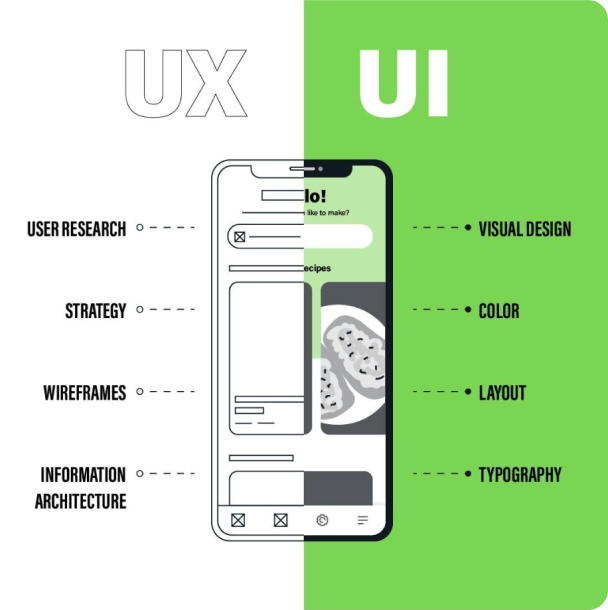 UX UI
lo!
like to make?
ecipes
USER RESEARCH
STRATEGY
WIREFRAMES
INFORMATION
ARCHITECTURE
VISUAL DESIGN
COLOR
LAYOUT
TYPOGRAPHY